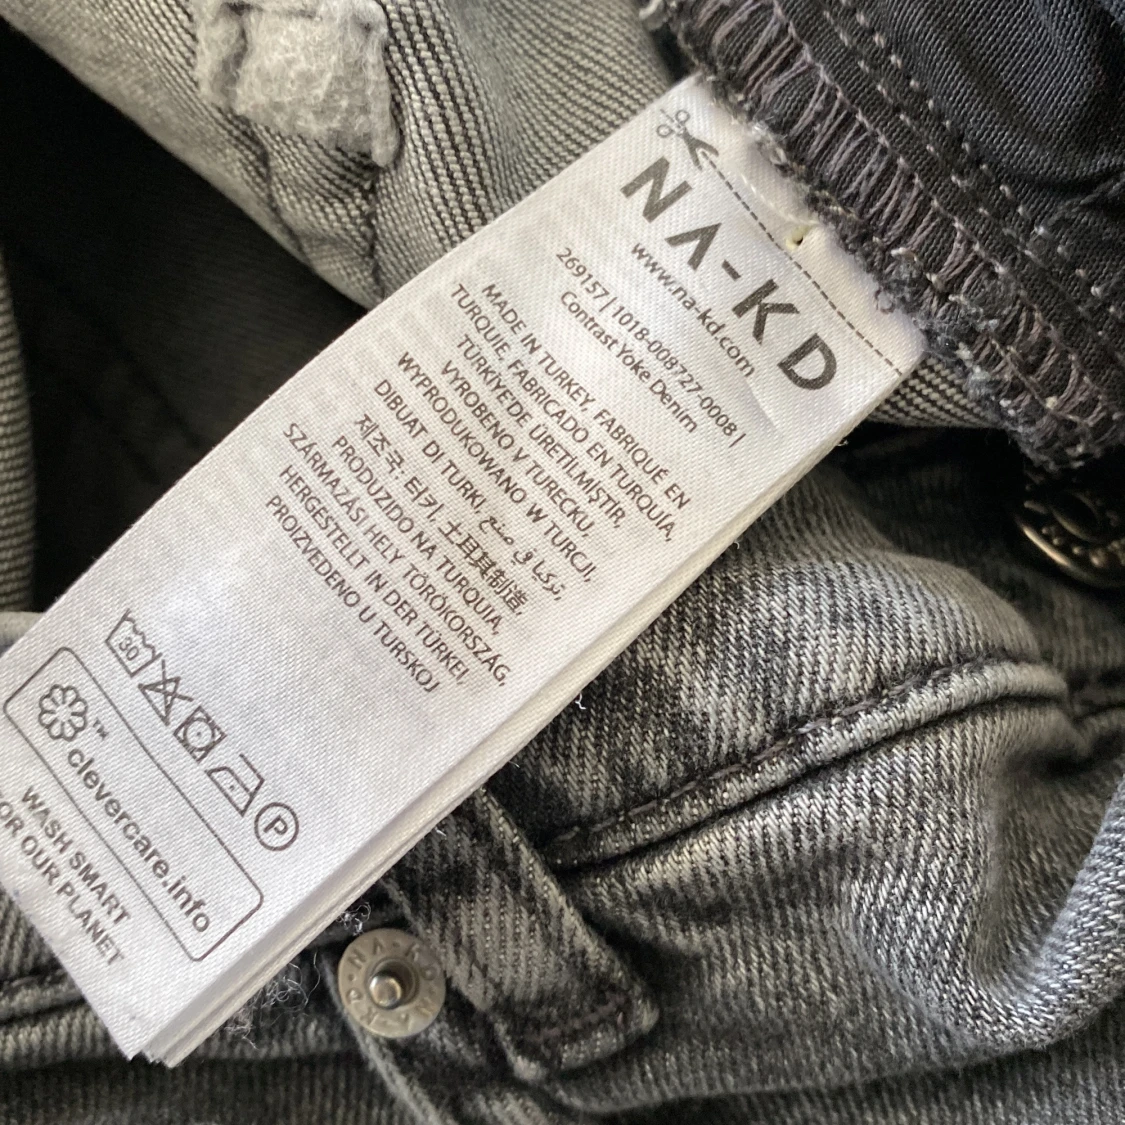 NA-KD
www.na-kd.com
269157 | 1018-008727-0008 |
Contrast Yoke Denim
MADE IN TURKEY, FABRIQUÉ EN
TURQUIE, FABRICADO EN TURQUÍA,
TÜRKİYE'DE ÜRETİLMİŞTİR,
VYROBENO V TURECKU,
WYPRODUKOWANO W TURCJI,
DIBUAT DI TURKI, تركيا في صنع,
제조국: 터키, 土耳其制造,
PRODUZIDO NA TURQUIA,
SZÁRMAZÁSI HELY TÖRÖKORSZÁG,
HERGESTELLT IN DER TÜRKEI,
PROIZVEDENO U TURSKOJ
30
P
™
clevercare.info
WASH SMART
FOR OUR PLANET
NA-KD